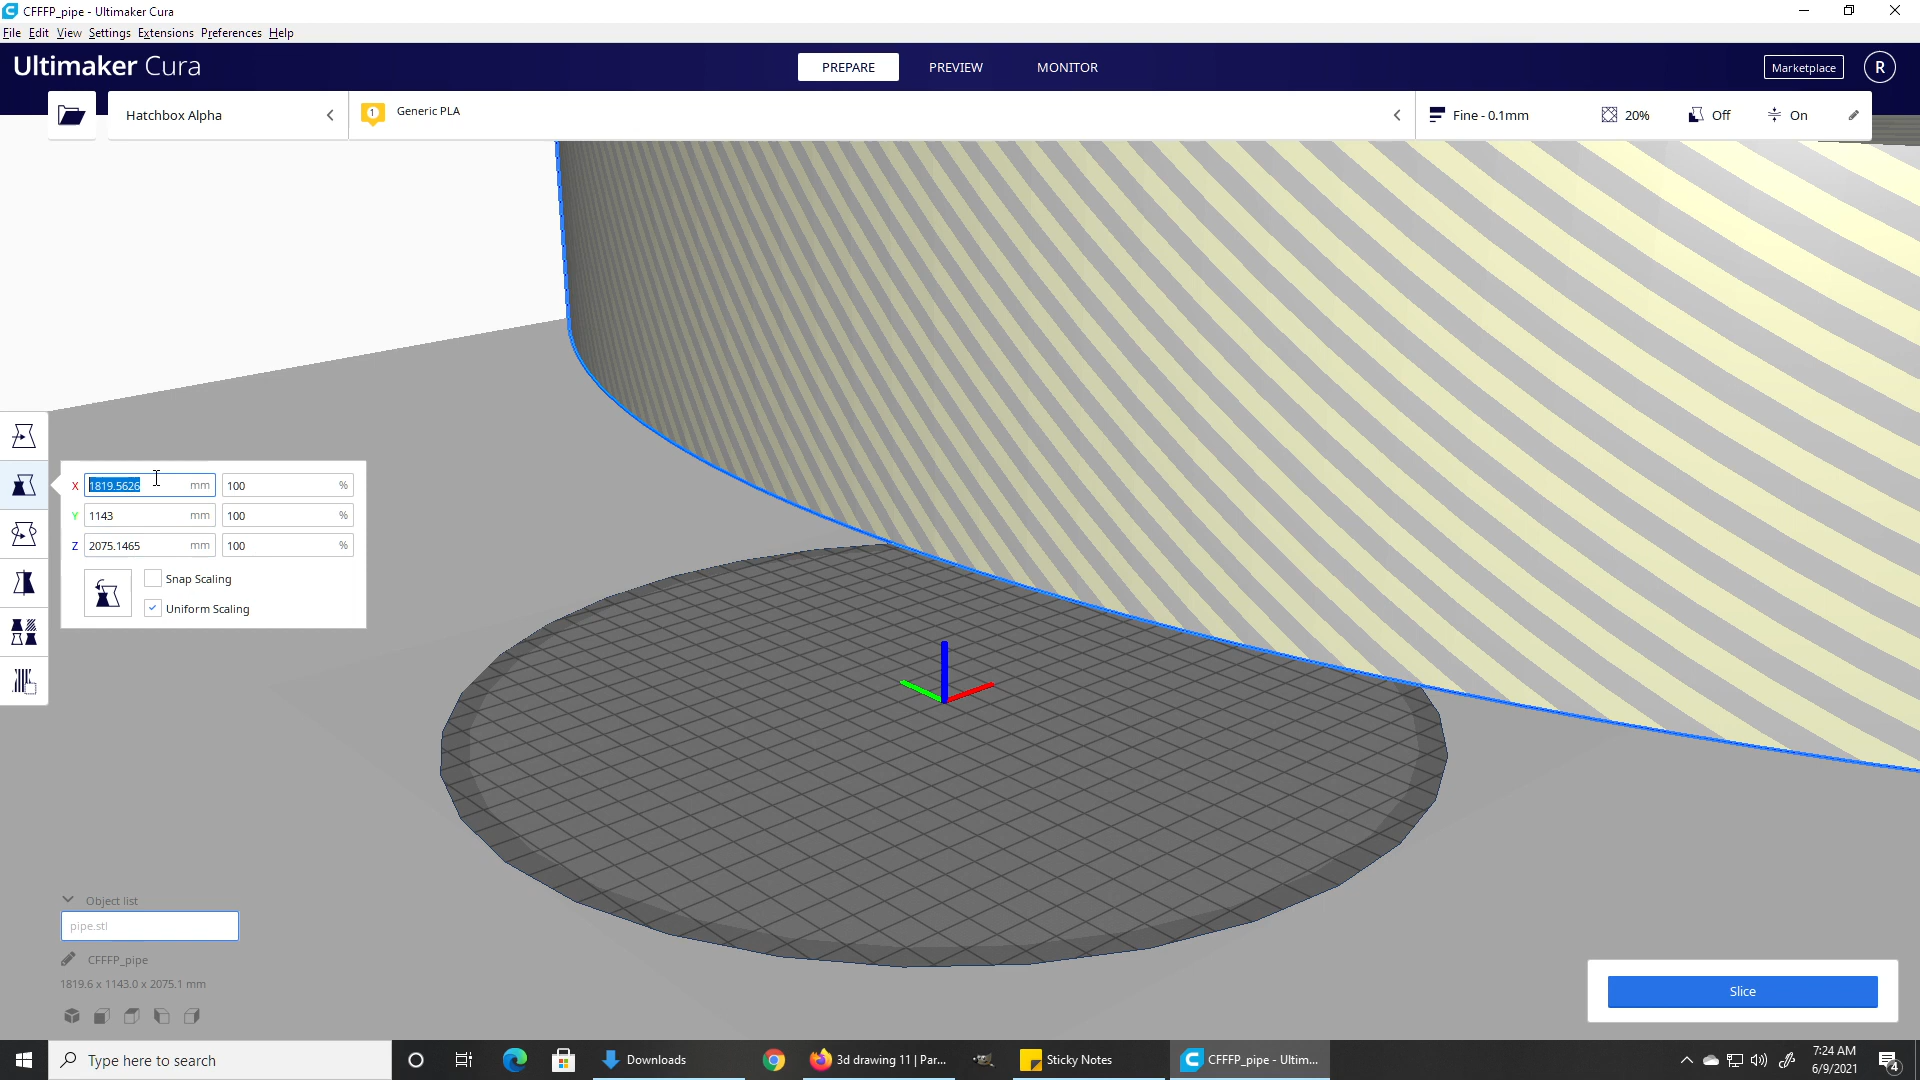 CFFFP_pipe - Ultimaker Cura
File Edit View Settings Extensions Preferences Help
Ultimaker Cura PREPARE PREVIEW MONITOR Marketplace R
Hatchbox Alpha 1 Generic PLA Fine - 0.1mm 20% Off On
X 1819.5626 mm 100 %
Y 1143 mm 100 %
Z 2075.1465 mm 100 %
Snap Scaling
Uniform Scaling
Object list
pipe.stl
CFFFP_pipe
1819.6 x 1143.0 x 2075.1 mm
Slice
Type here to search Downloads 3d drawing 11 | Par... Sticky Notes CFFFP_pipe - Ultim... 7:24 AM
6/9/2021 4